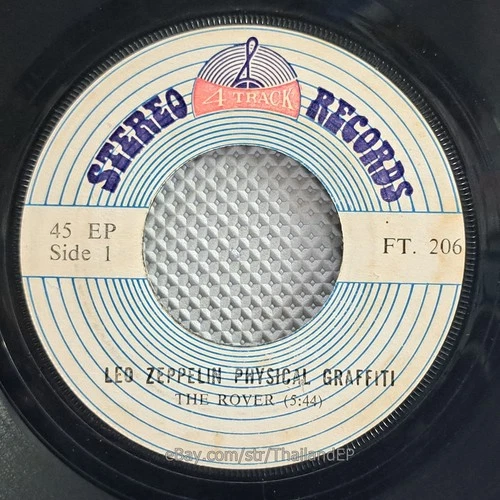 4 TRACK
STEREO RECORDS
45 EP
Side 1
FT. 206
LED ZEPPELIN PHYSICAL GRAFFITI
THE ROVER (5:44)
eBay.com/str/ThailandEP